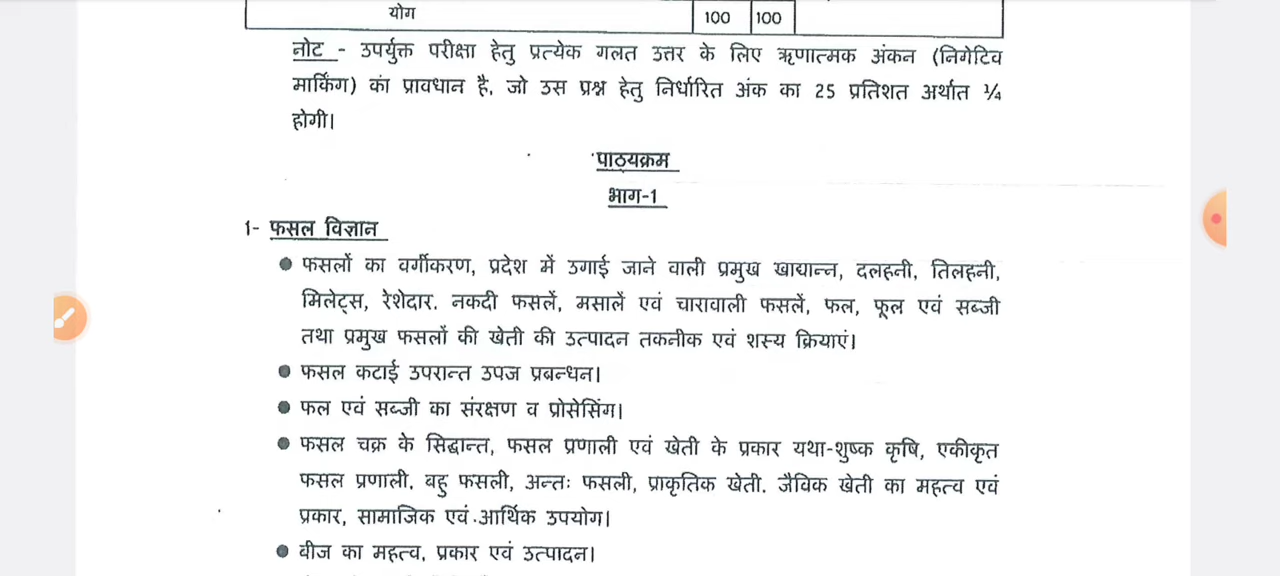 योग 100 100
नोट - उपर्युक्त परीक्षा हेतु प्रत्येक गलत उत्तर के लिए ऋणात्मक अंकन (निगेटिव
मार्किंग) का प्रावधान है, जो उस प्रश्न हेतु निर्धारित अंक का 25 प्रतिशत अर्थात ¼
होगी।
पाठ्यक्रम
भाग-1
1- फसल विज्ञान
● फसलों का वर्गीकरण, प्रदेश में उगाई जाने वाली प्रमुख खाद्यान्न, दलहनी, तिलहनी,
मिलेट्स, रेशेदार, नकदी फसलें, मसालें एवं चारावाली फसलें, फल, फूल एवं सब्जी
तथा प्रमुख फसलों की खेती की उत्पादन तकनीक एवं शस्य क्रियाएं।
● फसल कटाई उपरान्त उपज प्रबन्धन।
● फल एवं सब्जी का संरक्षण व प्रोसेसिंग।
● फसल चक्र के सिद्धान्त, फसल प्रणाली एवं खेती के प्रकार यथा-शुष्क कृषि, एकीकृत
फसल प्रणाली, बहु फसली, अन्तः फसली, प्राकृतिक खेती, जैविक खेती का महत्व एवं
प्रकार, सामाजिक एवं आर्थिक उपयोग।
● बीज का महत्व, प्रकार एवं उत्पादन।